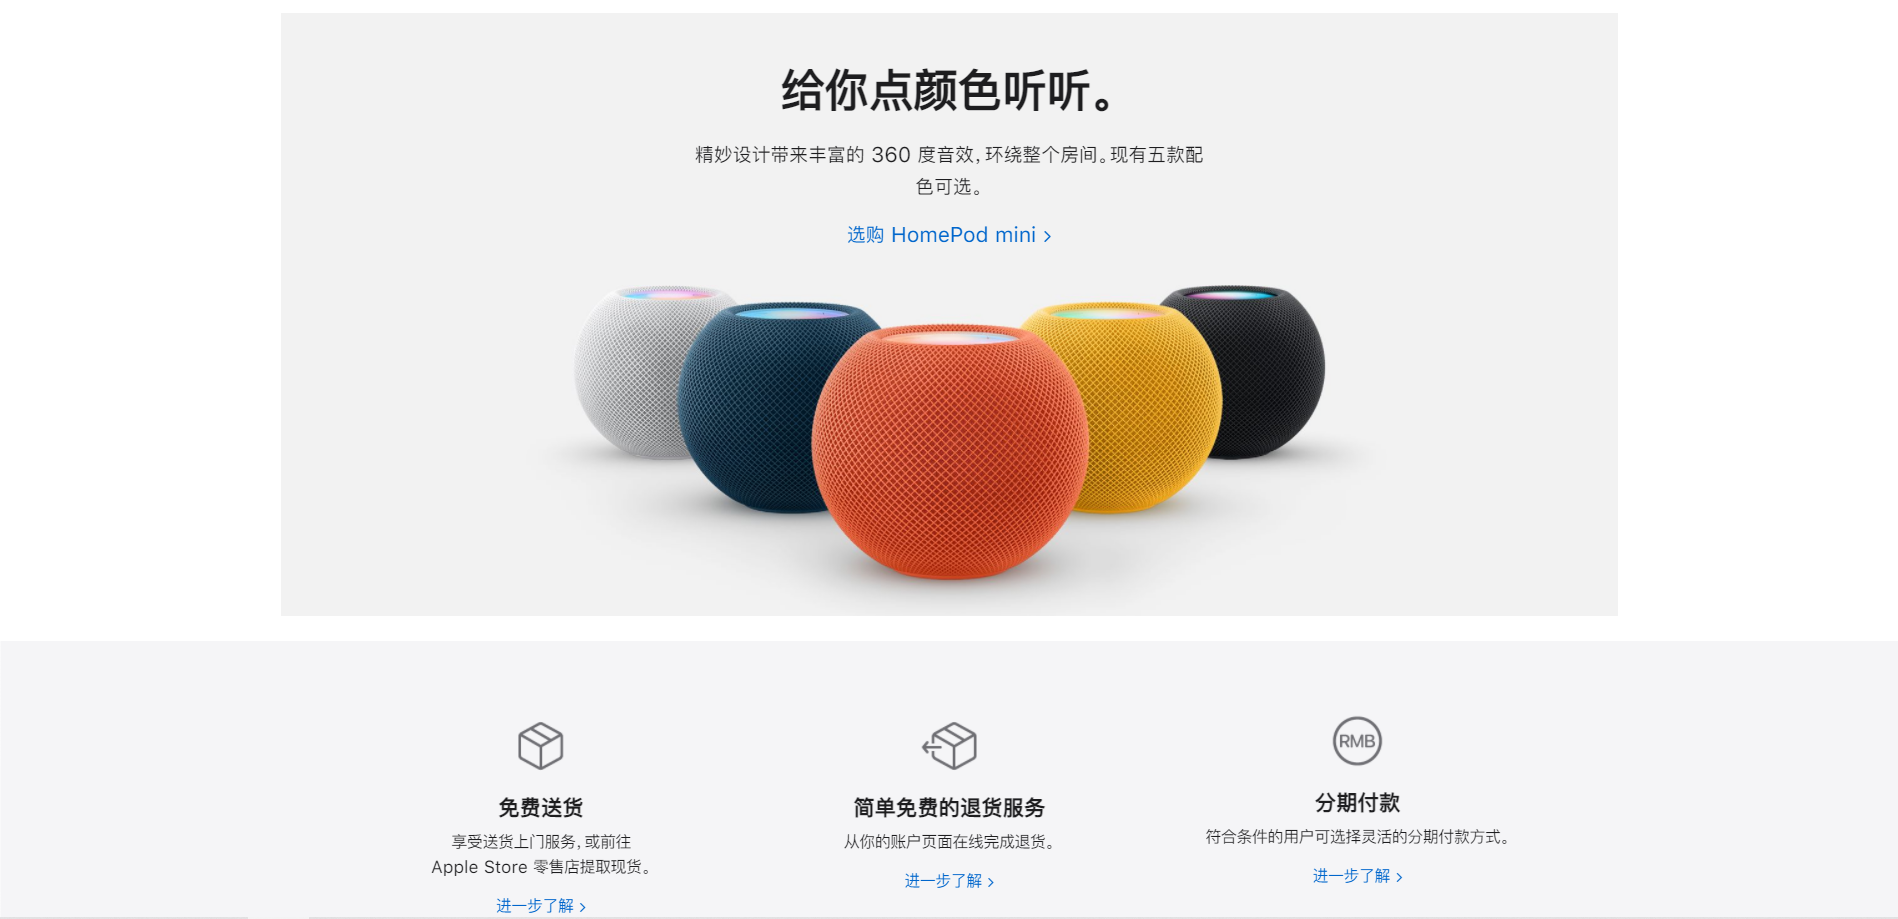 给你点颜色听听。
精妙设计带来丰富的 360 度音效，环绕整个房间。现有五款配
色可选。
选购 HomePod mini >
免费送货
享受送货上门服务，或前往
Apple Store 零售店提取现货。
进一步了解 >
简单免费的退货服务
从你的账户页面在线完成退货。
进一步了解 >
RMB
分期付款
符合条件的用户可选择灵活的分期付款方式。
进一步了解 >